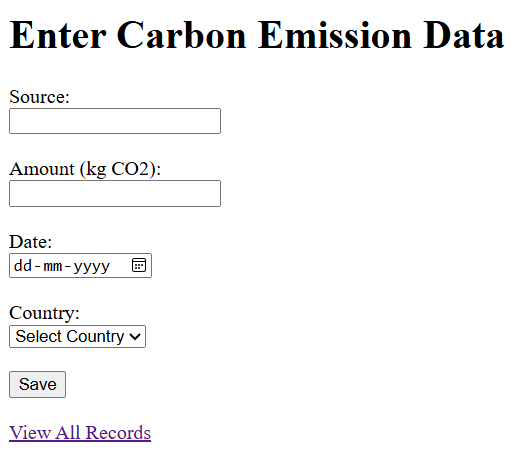 Enter Carbon Emission Data
Source:
Amount (kg CO2):
Date:
dd-mm-yyyy
Country:
Select Country
Save
View All Records